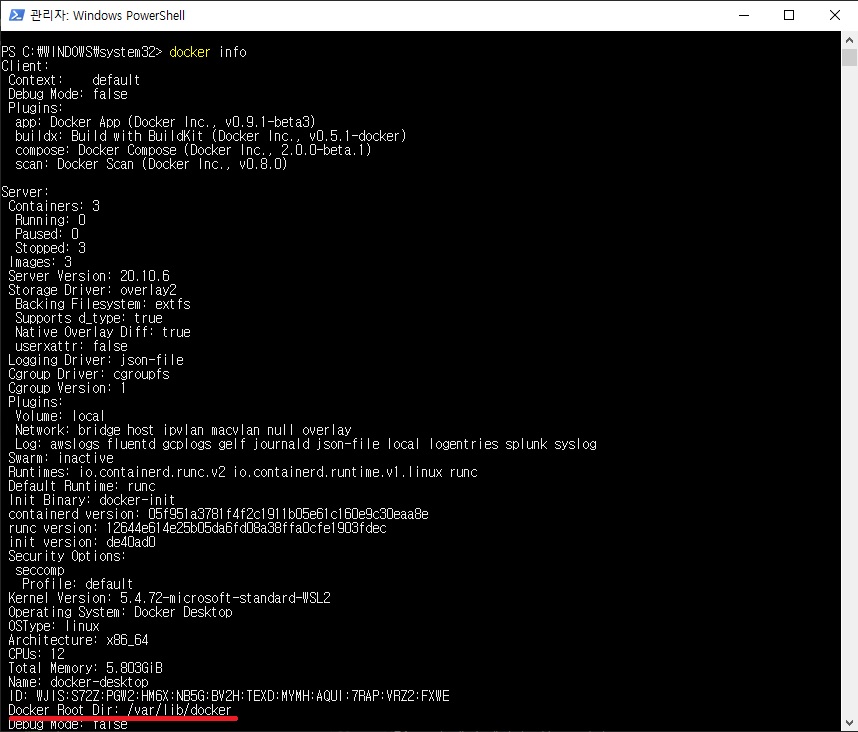 관리자: Windows PowerShell
PS C:₩WINDOWS₩system32> docker info
Client:
 Context:    default
 Debug Mode: false
 Plugins:
  app: Docker App (Docker Inc., v0.9.1-beta3)
  buildx: Build with BuildKit (Docker Inc., v0.5.1-docker)
  compose: Docker Compose (Docker Inc., 2.0.0-beta.1)
  scan: Docker Scan (Docker Inc., v0.8.0)
Server:
 Containers: 3
  Running: 0
  Paused: 0
  Stopped: 3
 Images: 3
 Server Version: 20.10.6
 Storage Driver: overlay2
  Backing Filesystem: extfs
  Supports d_type: true
  Native Overlay Diff: true
  userxattr: false
 Logging Driver: json-file
 Cgroup Driver: cgroupfs
 Cgroup Version: 1
 Plugins:
  Volume: local
  Network: bridge host ipvlan macvlan null overlay
  Log: awslogs fluentd gcplogs gelf journald json-file local logentries splunk syslog
 Swarm: inactive
 Runtimes: io.containerd.runc.v2 io.containerd.runtime.v1.linux runc
 Default Runtime: runc
 Init Binary: docker-init
 containerd version: 05f951a3781f4f2c1911b05e61c160e9c30eaa8e
 runc version: 12644e614e25b05da6fd08a38ffa0cfe1903fdec
 init version: de40ad0
 Security Options:
  seccomp
   Profile: default
 Kernel Version: 5.4.72-microsoft-standard-WSL2
 Operating System: Docker Desktop
 OSType: linux
 Architecture: x86_64
 CPUs: 12
 Total Memory: 5.803GiB
 Name: docker-desktop
 ID: WJIS:S72Z:PGW2:HM6X:NB5G:BV2H:TEXD:MYMH:AQUI:7RAP:VRZ2:FXWE
 Docker Root Dir: /var/lib/docker
 Debug Mode: false